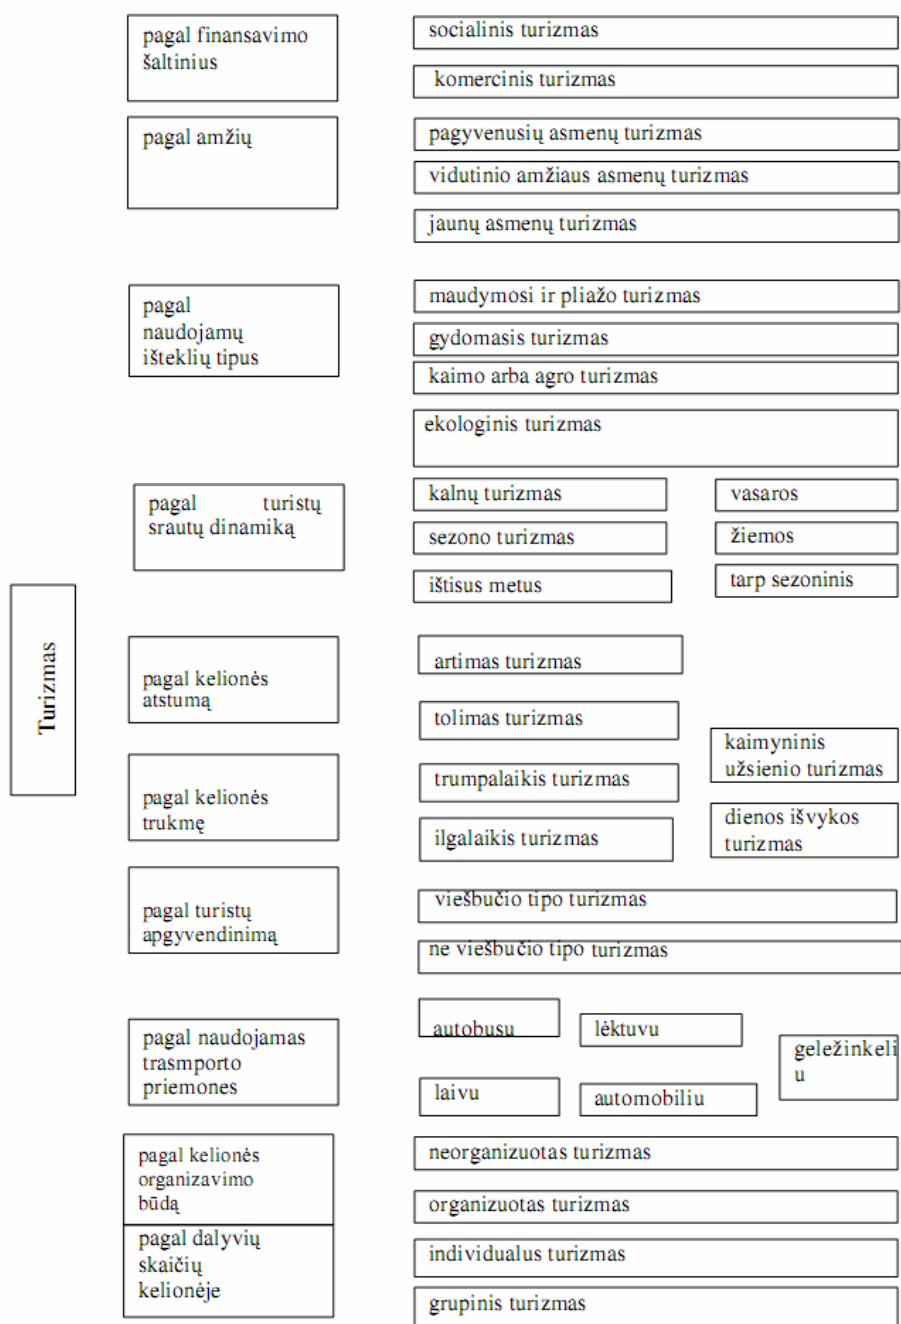 pagal finansavimo
šaltinius
socialinis turizmas
komercinis turizmas
pagal amžių
pagyvenusių asmenų turizmas
vidutinio amžiaus asmenų turizmas
jaunų asmenų turizmas
pagal
naudojamų
išteklių tipus
maudymosi ir pliažo turizmas
gydomasis turizmas
kaimo arba agro turizmas
ekologinis turizmas
pagal turistų
srautų dinamiką
kalnų turizmas
vasaros
sezono turizmas
žiemos
ištisus metus
tarp sezoninis
Turizmas
pagal kelionės
atstumą
artimas turizmas
tolimas turizmas
kaimyninis
užsienio turizmas
pagal kelionės
trukmę
trumpalaikis turizmas
ilgalaikis turizmas
dienos išvykos
turizmas
pagal turistų
apgyvendinimą
viešbučio tipo turizmas
ne viešbučio tipo turizmas
pagal naudojamas
trasmporto
priemones
autobusu
lėktuvu
geležinkeli
u
laivu
automobiliu
pagal kelionės
organizavimo
būdą
neorganizuotas turizmas
organizuotas turizmas
pagal dalyvių
skaičių
kelionėje
individualus turizmas
grupinis turizmas